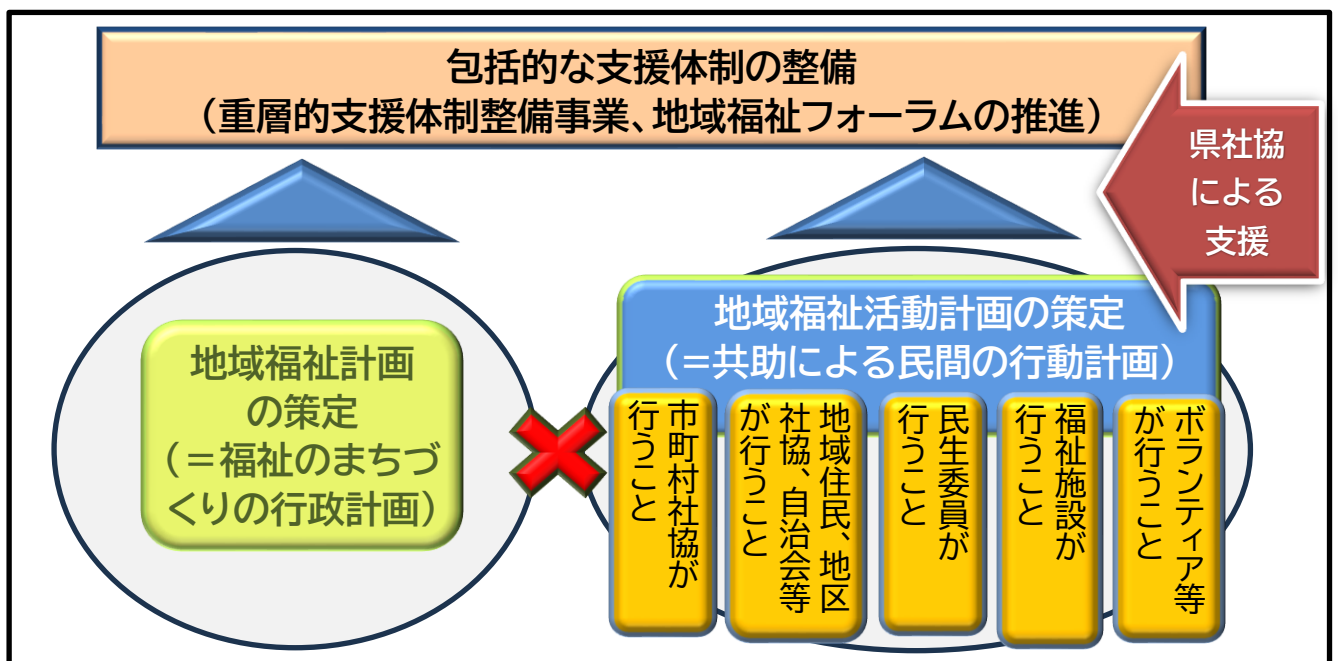 包括的な支援体制の整備
（重層的支援体制整備事業、地域福祉フォーラムの推進）
県社協
による
支援
地域福祉計画
の策定
（＝福祉のまちづ
くりの行政計画）
地域福祉活動計画の策定
（＝共助による民間の行動計画）
市町村社協が
行うこと
地域住民、地区
社協、自治会等
が行うこと
民生委員が
行うこと
福祉施設が
行うこと
ボランティア等
が行うこと